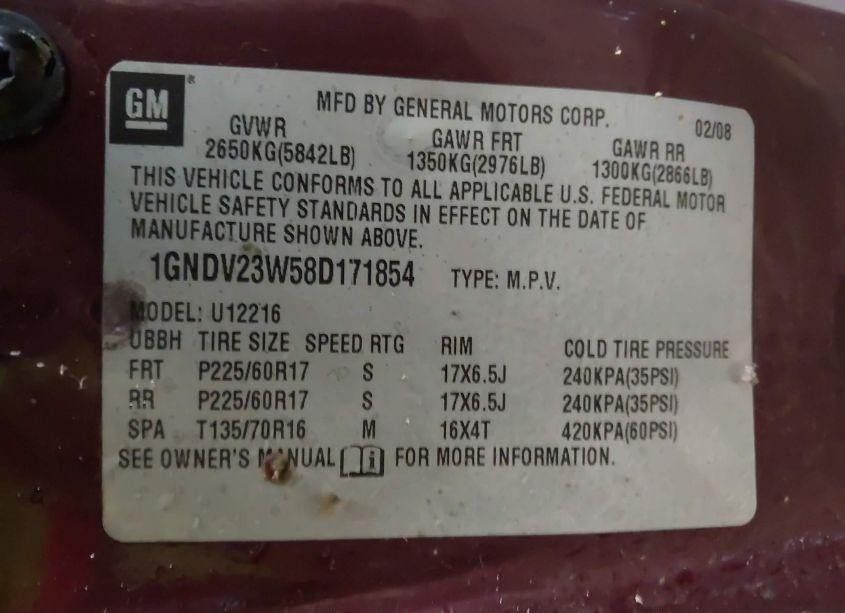 GM ®
MFD BY GENERAL MOTORS CORP. 02/08
GVWR GAWR FRT GAWR RR
2650KG(5842LB) 1350KG(2976LB) 1300KG(2866LB)
THIS VEHICLE CONFORMS TO ALL APPLICABLE U.S. FEDERAL MOTOR
VEHICLE SAFETY STANDARDS IN EFFECT ON THE DATE OF
MANUFACTURE SHOWN ABOVE.
1GNDV23W58D171854 TYPE: M.P.V.
MODEL: U12216
UBBH TIRE SIZE SPEED RTG RIM COLD TIRE PRESSURE
FRT P225/60R17 S 17X6.5J 240KPA(35PSI)
RR P225/60R17 S 17X6.5J 240KPA(35PSI)
SPA T135/70R16 M 16X4T 420KPA(60PSI)
SEE OWNER'S MANUAL i FOR MORE INFORMATION.